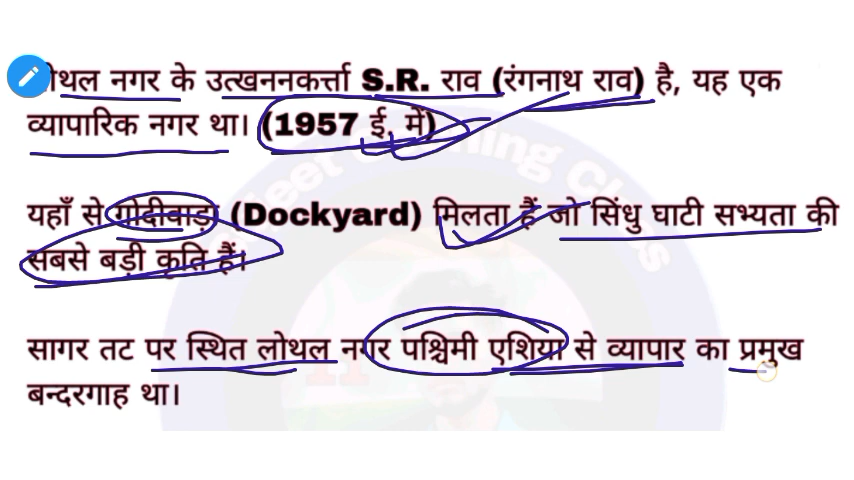 लोथल नगर के उत्खननकर्त्ता S.R. राव (रंगनाथ राव) है, यह एक
व्यापारिक नगर था। (1957 ई. में)
यहाँ से गोदीवाड़ा (Dockyard) मिलता हैं जो सिंधु घाटी सभ्यता की
सबसे बड़ी कृति हैं।
सागर तट पर स्थित लोथल नगर पश्चिमी एशिया से व्यापार का प्रमुख
बन्दरगाह था।